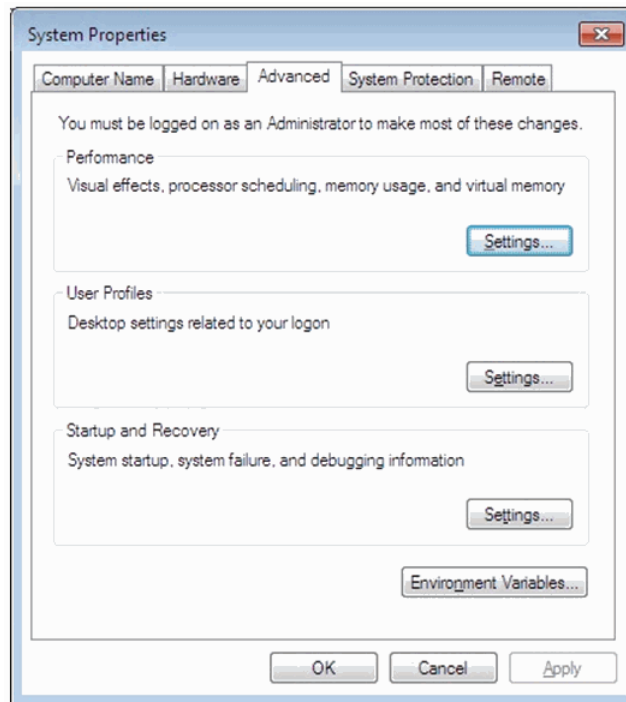 System Properties
Computer Name Hardware Advanced System Protection Remote
You must be logged on as an Administrator to make most of these changes.
Performance
Visual effects, processor scheduling, memory usage, and virtual memory
Settings...
User Profiles
Desktop settings related to your logon
Settings...
Startup and Recovery
System startup, system failure, and debugging information
Settings...
Environment Variables...
OK Cancel Apply